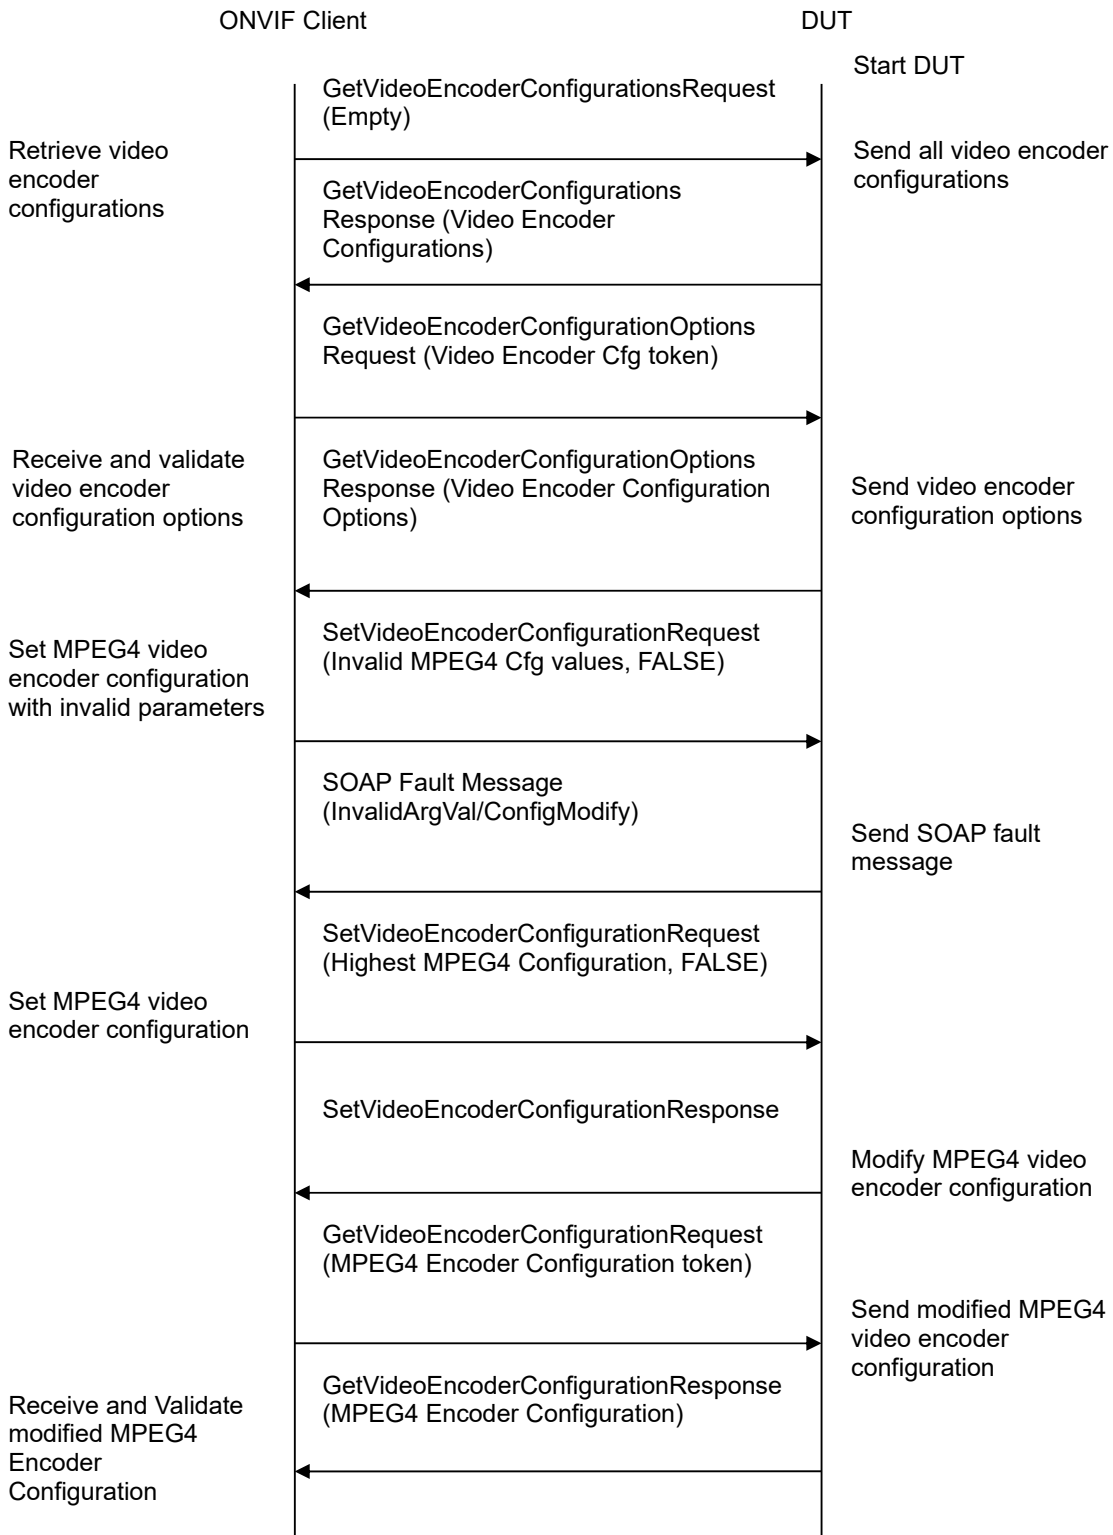 ONVIF Client
DUT
Start DUT
GetVideoEncoderConfigurationsRequest
(Empty)
Retrieve video
encoder
configurations
Send all video encoder
configurations
GetVideoEncoderConfigurations
Response (Video Encoder
Configurations)
GetVideoEncoderConfigurationOptions
Request (Video Encoder Cfg token)
Receive and validate
video encoder
configuration options
GetVideoEncoderConfigurationOptions
Response (Video Encoder Configuration
Options)
Send video encoder
configuration options
SetVideoEncoderConfigurationRequest
(Invalid MPEG4 Cfg values, FALSE)
Set MPEG4 video
encoder configuration
with invalid parameters
SOAP Fault Message
(InvalidArgVal/ConfigModify)
Send SOAP fault
message
SetVideoEncoderConfigurationRequest
(Highest MPEG4 Configuration, FALSE)
Set MPEG4 video
encoder configuration
SetVideoEncoderConfigurationResponse
Modify MPEG4 video
encoder configuration
GetVideoEncoderConfigurationRequest
(MPEG4 Encoder Configuration token)
Send modified MPEG4
video encoder
configuration
GetVideoEncoderConfigurationResponse
(MPEG4 Encoder Configuration)
Receive and Validate
modified MPEG4
Encoder
Configuration